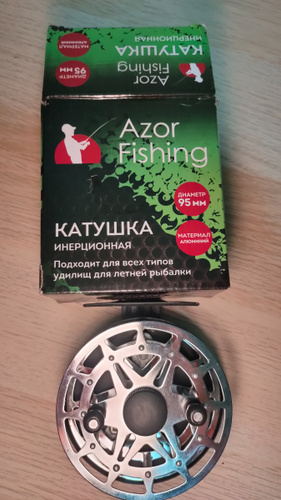 Azor
Fishing
КАТУШКА
ИНЕРЦИОННАЯ
МАТЕРИАЛ
АЛЮМИНИЙ
ДИАМЕТР
95 ММ
Azor
Fishing
ДИАМЕТР
95 ММ
МАТЕРИАЛ
АЛЮМИНИЙ
КАТУШКА
ИНЕРЦИОННАЯ
Подходит для всех типов
удилищ для летней рыбалки